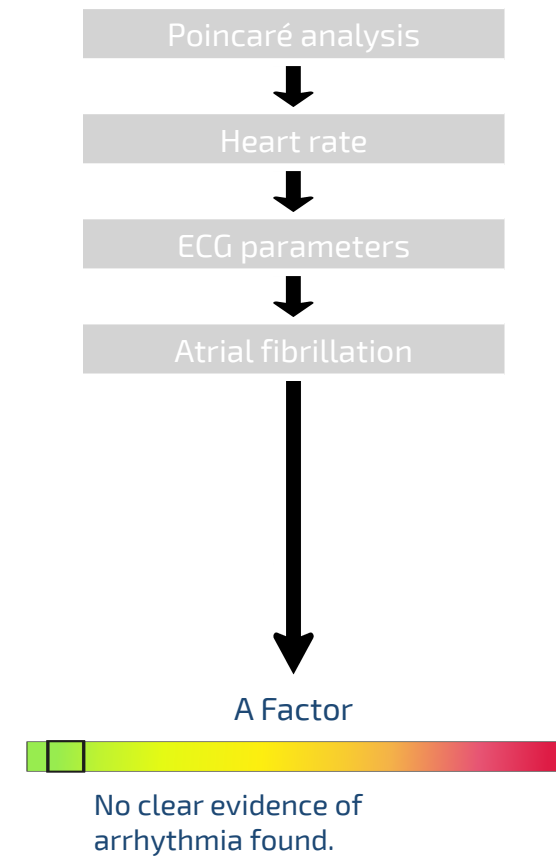 Poincaré analysis
Heart rate
ECG parameters
Atrial fibrillation
A Factor
No clear evidence of
arrhythmia found.